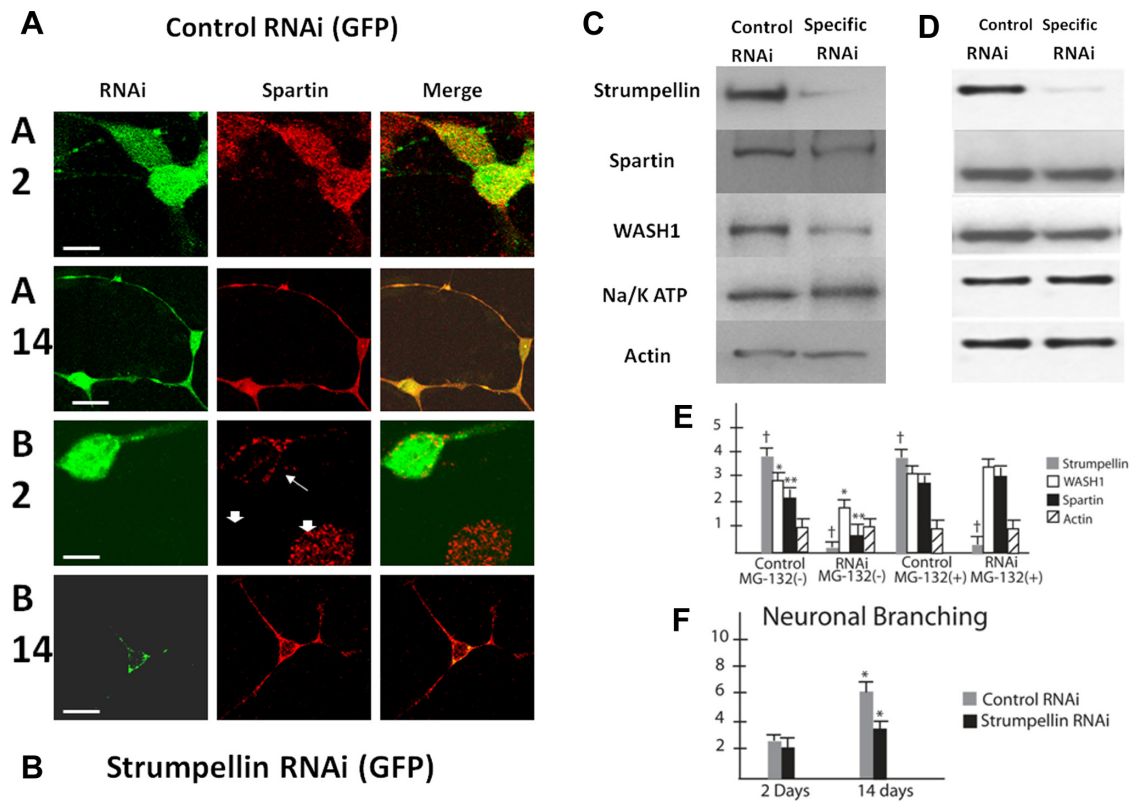 A
Control RNAi (GFP)
RNAi
Spartin
Merge
A
2
A
14
B
2
B
14
B
Strumpellin RNAi (GFP)
C
Control
RNAi
Specific
RNAi
Strumpellin
Spartin
WASH1
Na/K ATP
Actin
D
Control
RNAi
Specific
RNAi
E
5
4
3
2
1
†
*
**
†
*
**
†
†
Control
MG-132(-)
RNAi
MG-132(-)
Control
MG-132(+)
RNAi
MG-132(+)
Strumpellin
WASH1
Spartin
Actin
F
Neuronal Branching
10
8
6
4
2
*
*
2 Days
14 days
Control RNAi
Strumpellin RNAi